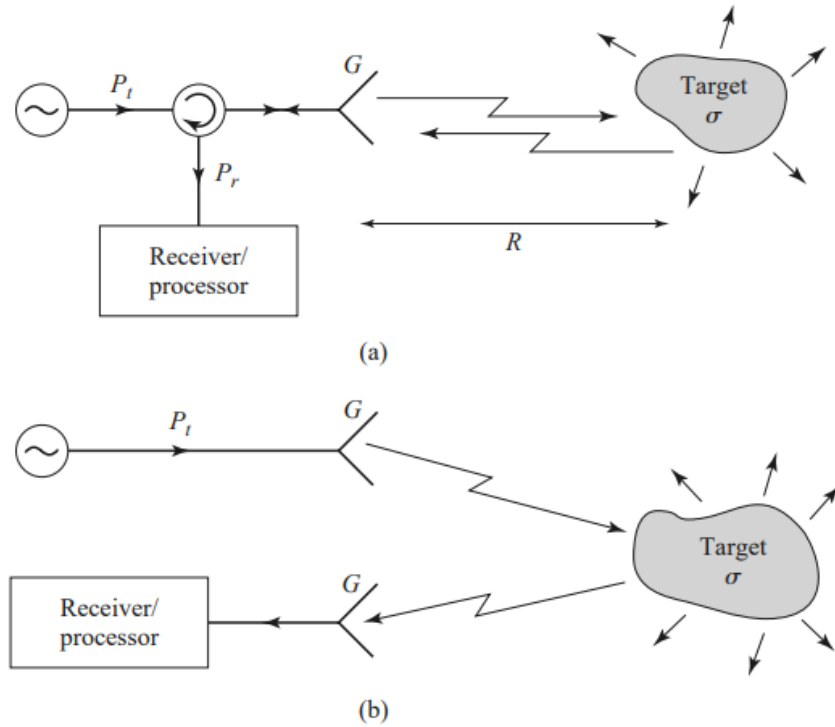 G
P_t
Target
σ
P_r
R
Receiver/
processor
(a)
G
P_t
Target
σ
G
Receiver/
processor
(b)